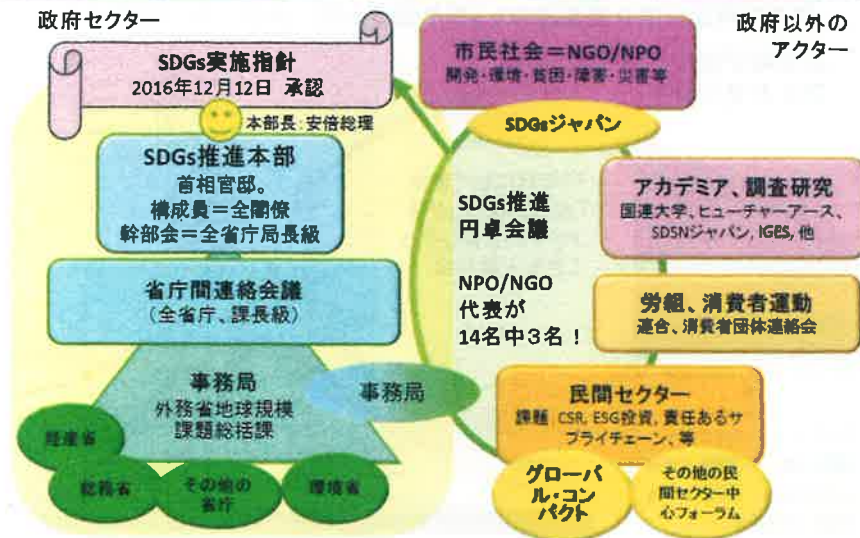 政府セクター
政府以外の
アクター
SDGs実施指針
2016年12月12日 承認
本部長：安倍総理
SDGs推進本部
首相官邸。
構成員＝全閣僚
幹部会＝全省庁局長級
省庁間連絡会議
（全省庁、課長級）
事務局
外務省地球規模
課題総括課
経産省
総務省
その他の
省庁
環境省
事務局
SDGs推進
円卓会議
NPO/NGO
代表が
14名中３名！
市民社会＝NGO/NPO
開発・環境・貧困・障害・災害等
SDGsジャパン
アカデミア、調査研究
国連大学、ヒューチャーアース、
SDSNジャパン, IGES, 他
労組、消費者運動
連合、消費者団体連絡会
民間セクター
課題 CSR, ESG投資, 責任あるサ
プライチェーン、等
グローバ
ル・コン
パクト
その他の民
間セクター中
心フォーラム